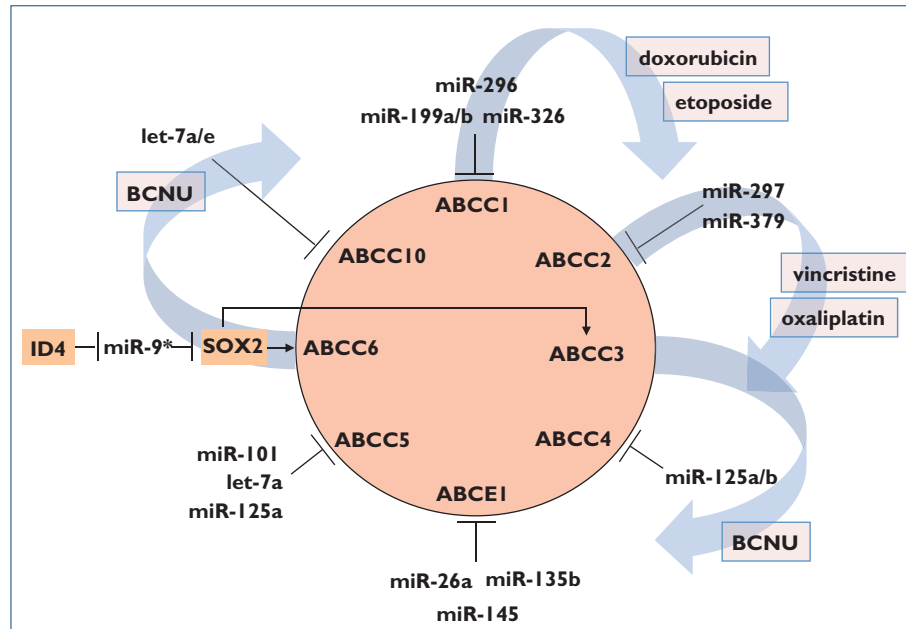 doxorubicin
etoposide
miR-296
miR-199a/b miR-326
let-7a/e
BCNU
ABCC1
miR-297
miR-379
ABCC10
ABCC2
vincristine
oxaliplatin
ID4
miR-9*
SOX2
ABCC6
ABCC3
ABCC5
ABCC4
miR-101
let-7a
miR-125a
miR-125a/b
ABCE1
BCNU
miR-26a miR-135b
miR-145